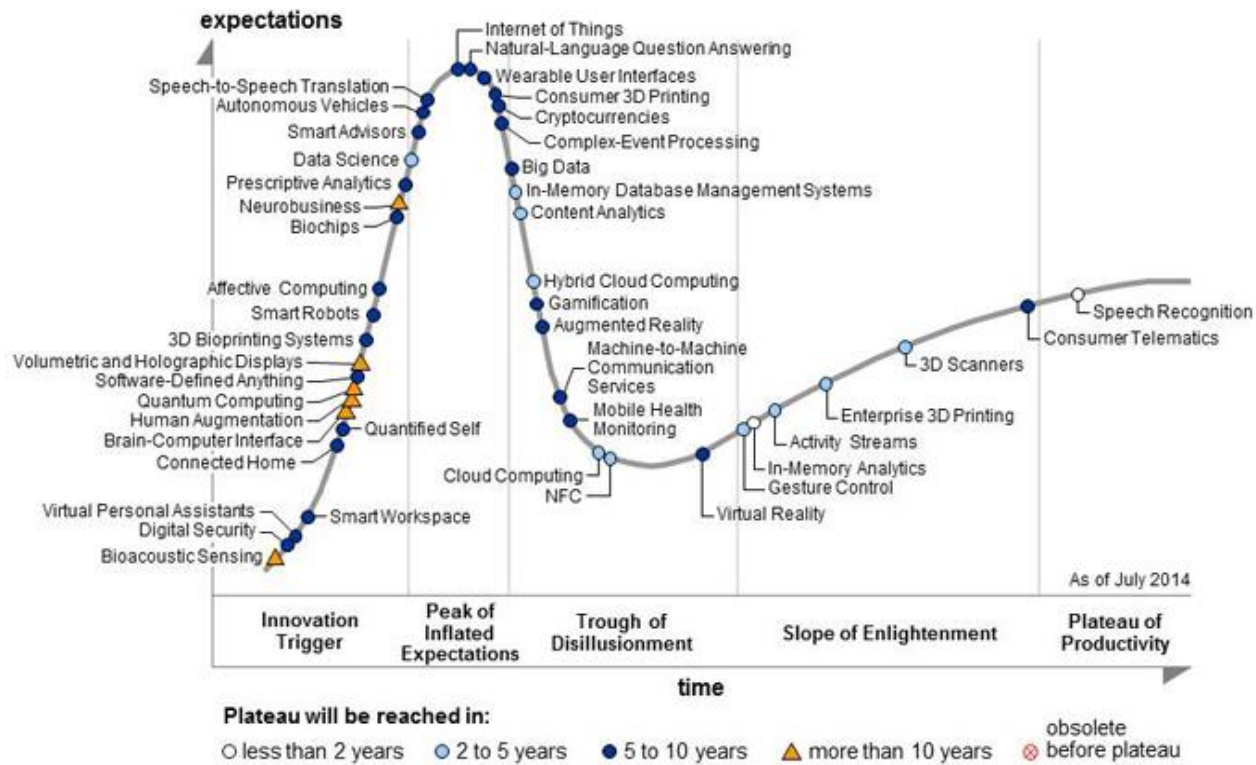 expectations
Internet of Things
Natural-Language Question Answering
Wearable User Interfaces
Speech-to-Speech Translation
Consumer 3D Printing
Autonomous Vehicles
Cryptocurrencies
Smart Advisors
Complex-Event Processing
Data Science
Big Data
Prescriptive Analytics
In-Memory Database Management Systems
Neurobusiness
Content Analytics
Biochips
Hybrid Cloud Computing
Affective Computing
Gamification
Smart Robots
Augmented Reality
3D Bioprinting Systems
Machine-to-Machine
Communication
Services
Volumetric and Holographic Displays
Software-Defined Anything
Quantum Computing
Human Augmentation
Brain-Computer Interface
Quantified Self
Connected Home
Mobile Health
Monitoring
Cloud Computing
NFC
Virtual Personal Assistants
Smart Workspace
Digital Security
Bioacoustic Sensing
Virtual Reality
Gesture Control
In-Memory Analytics
Activity Streams
Enterprise 3D Printing
3D Scanners
Consumer Telematics
Speech Recognition
As of July 2014
Innovation
Trigger
Peak of
Inflated
Expectations
Trough of
Disillusionment
Slope of Enlightenment
Plateau of
Productivity
time
Plateau will be reached in:
less than 2 years
2 to 5 years
5 to 10 years
more than 10 years
obsolete
before plateau